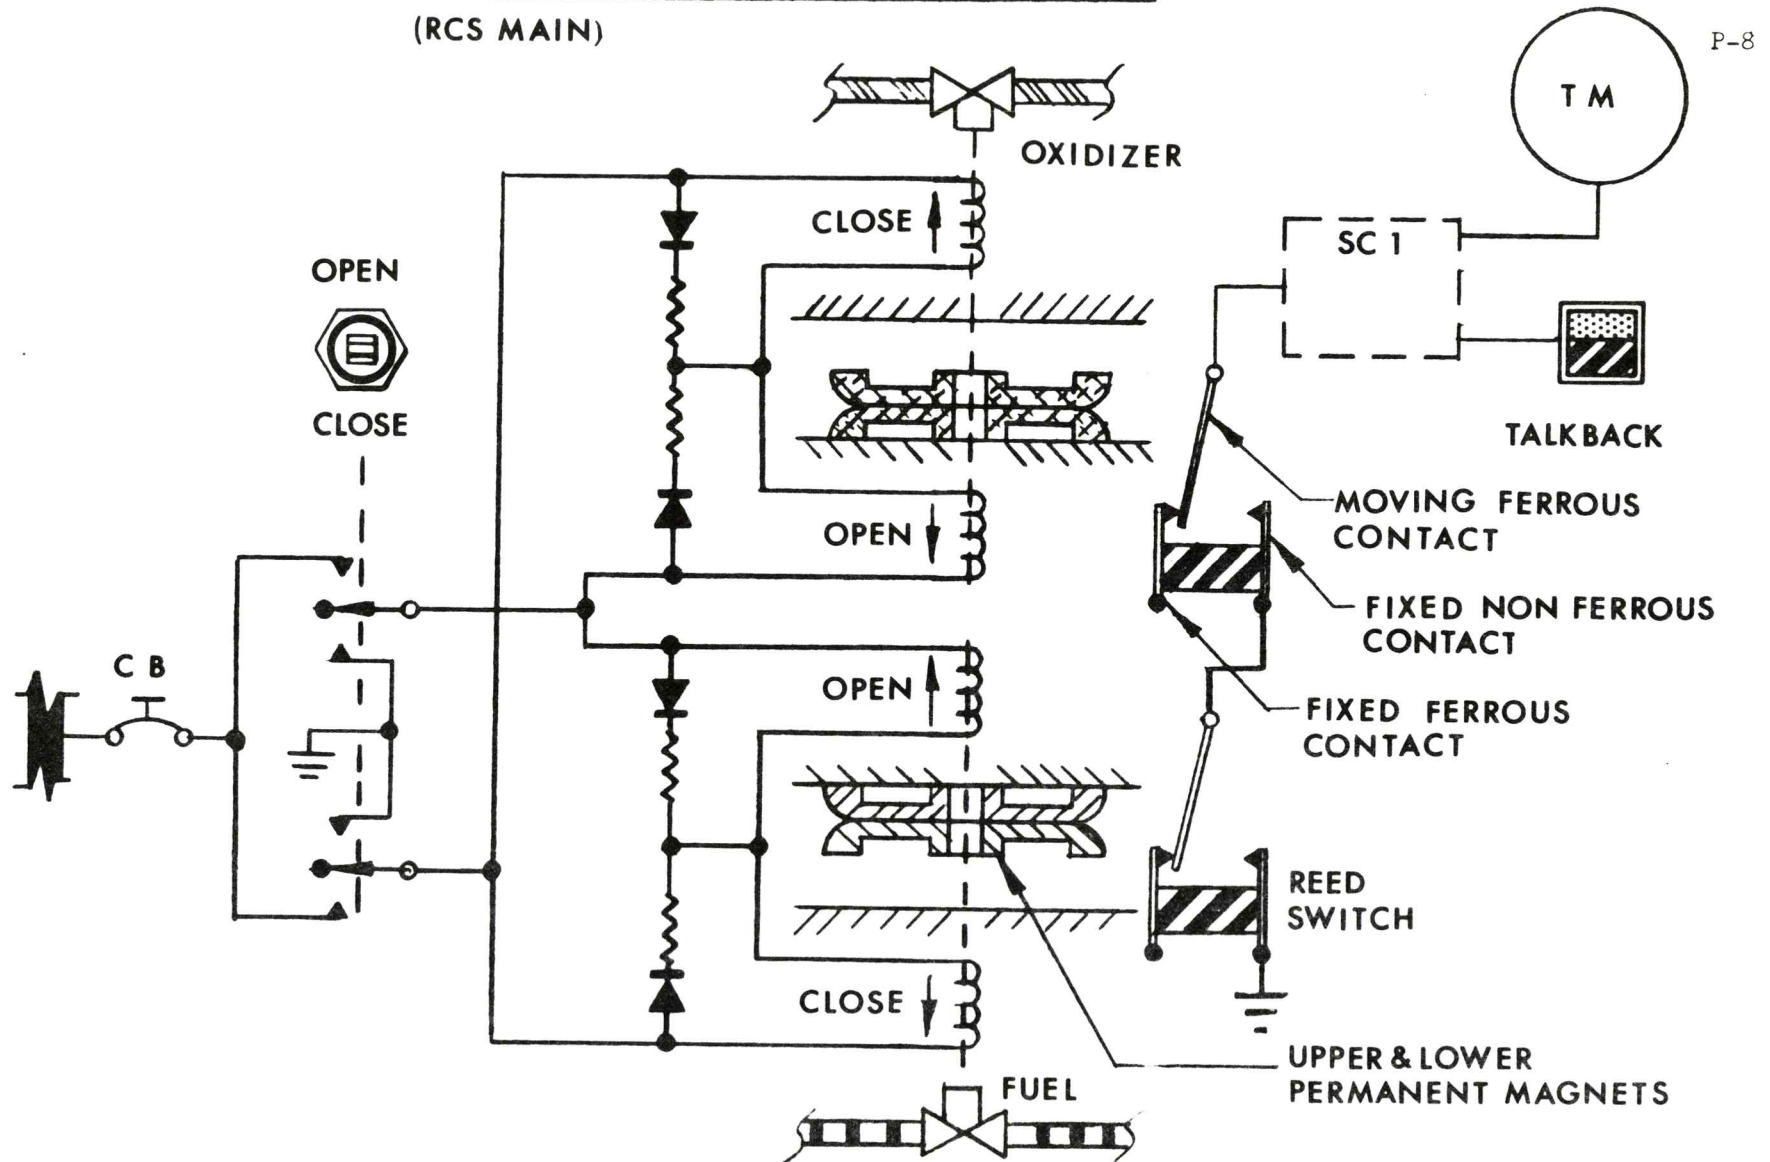 (RCS MAIN)
P-8
TM
OXIDIZER
CLOSE
SC 1
OPEN
CLOSE
TALKBACK
MOVING FERROUS
CONTACT
OPEN
FIXED NON FERROUS
CONTACT
CB
OPEN
FIXED FERROUS
CONTACT
REED
SWITCH
CLOSE
UPPER & LOWER
PERMANENT MAGNETS
FUEL